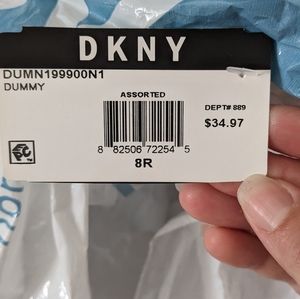 DKNY
DUMN199900N1
DUMMY
ASSORTED
DEPT# 889
$34.97
8 82506 72254 5
8R